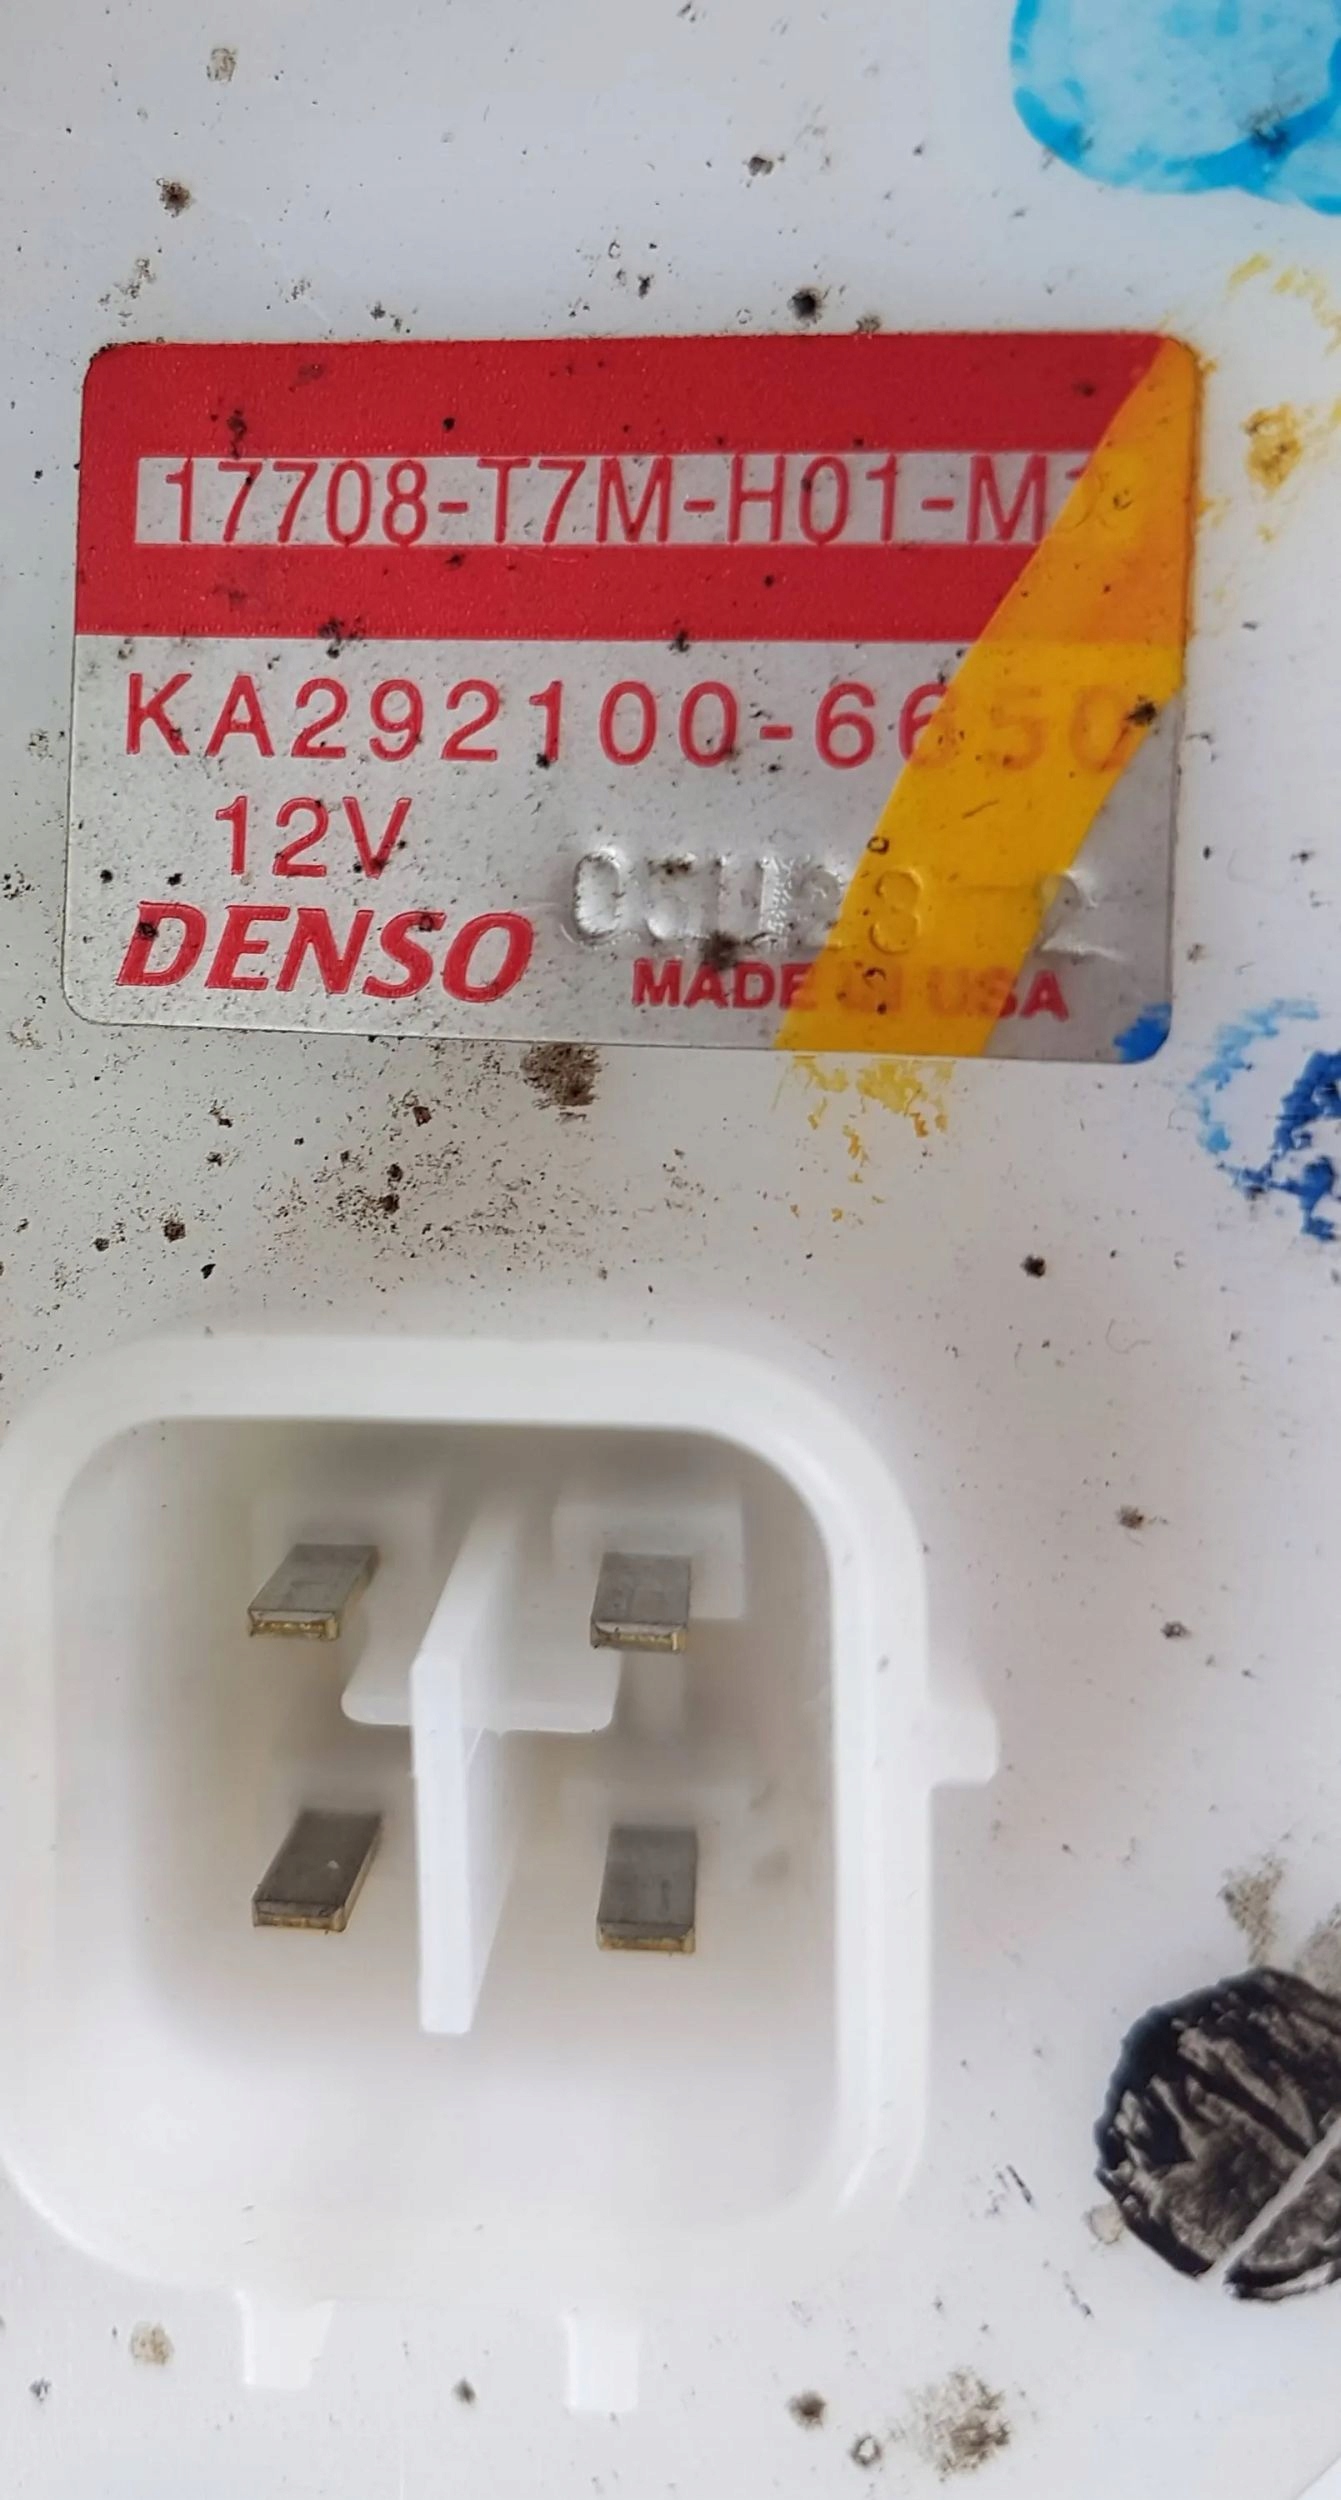 17708-T7M-H01-M1
KA292100-6650
12V
DENSO
MADE IN USA